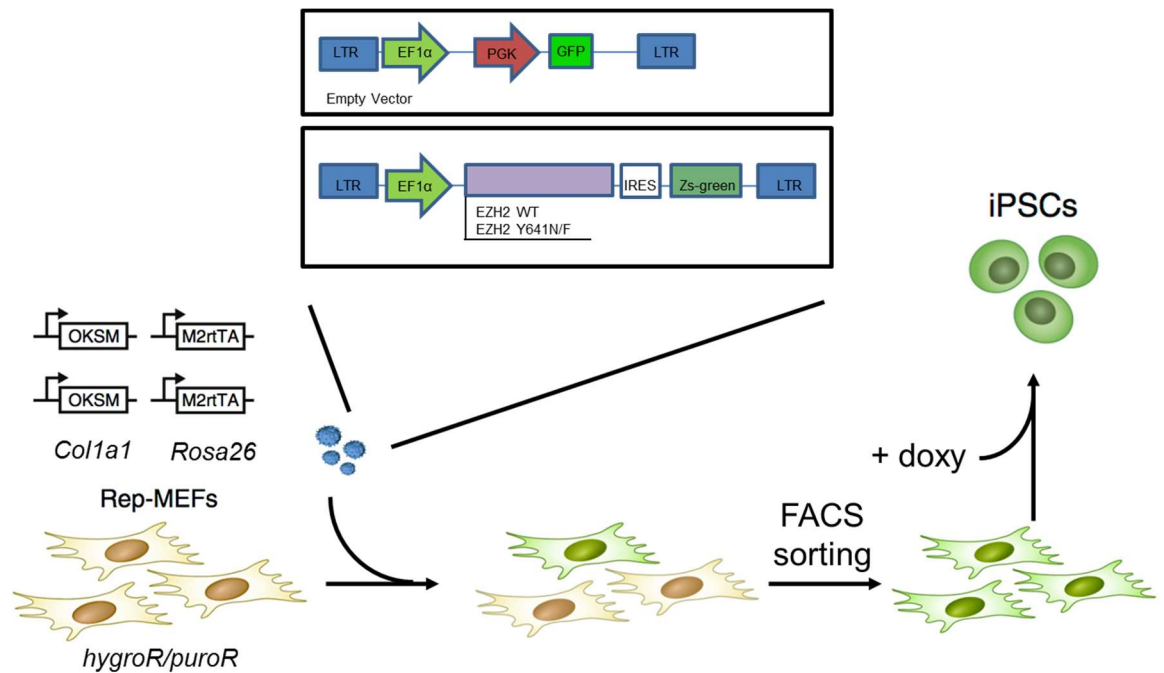 LTR EF1α PGK GFP LTR
Empty Vector
LTR EF1α IRES Zs-green LTR
EZH2 WT
EZH2 Y641N/F
iPSCs
OKSM M2rtTA
OKSM M2rtTA
Col1a1 Rosa26
+ doxy
Rep-MEFs
FACS
sorting
hygroR/puroR